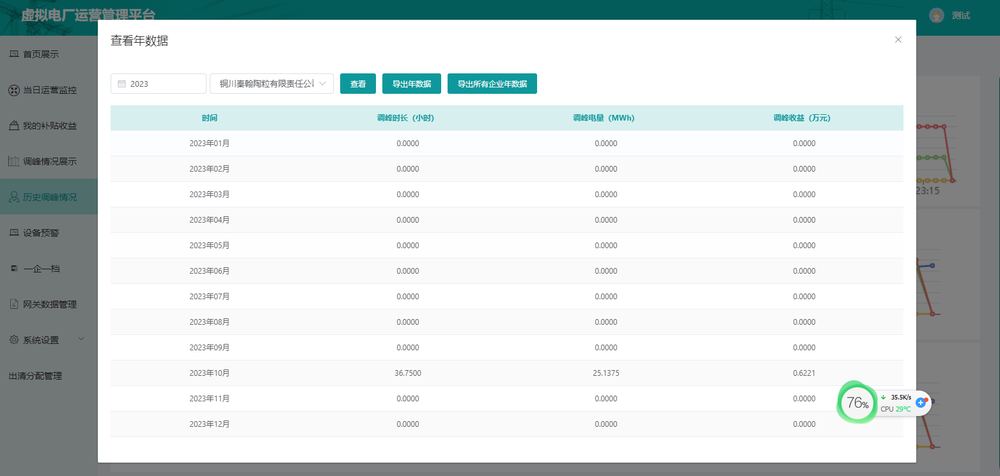 虚拟电厂运营管理平台
测试
首页展示
当日运营监控
我的补贴收益
调峰情况展示
历史调峰情况
设备预警
一企一档
网关数据管理
系统设置
出清分配管理
查看年数据
2023 铜川秦翰陶粒有限责任公司 查看 导出年数据 导出所有企业年数据
时间 调峰时长（小时） 调峰电量（MWh） 调峰收益（万元）
2023年01月 0.0000 0.0000 0.0000
2023年02月 0.0000 0.0000 0.0000
2023年03月 0.0000 0.0000 0.0000
2023年04月 0.0000 0.0000 0.0000
2023年05月 0.0000 0.0000 0.0000
2023年06月 0.0000 0.0000 0.0000
2023年07月 0.0000 0.0000 0.0000
2023年08月 0.0000 0.0000 0.0000
2023年09月 0.0000 0.0000 0.0000
2023年10月 36.7500 25.1375 0.6221
2023年11月 0.0000 0.0000 0.0000
2023年12月 0.0000 0.0000 0.0000
23:15
76%
35.5K/s
CPU 29℃